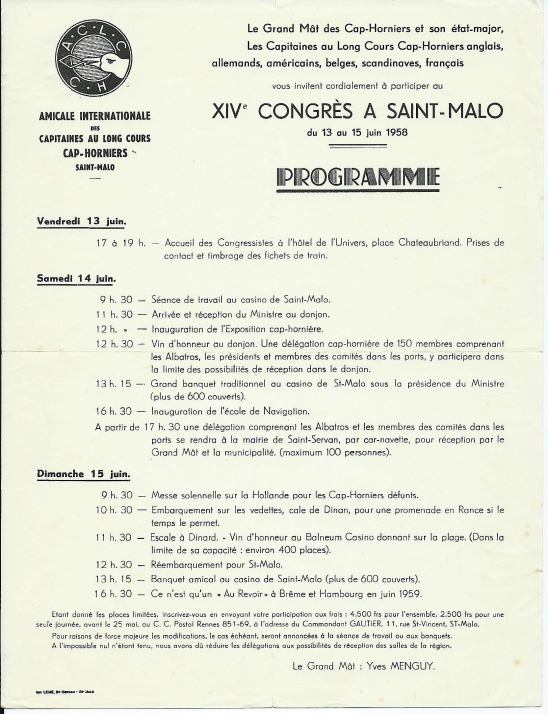 A.C.L.C.
C.H
AMICALE INTERNATIONALE
DES
CAPITAINES AU LONG COURS
CAP-HORNIERS
SAINT-MALO
Le Grand Mât des Cap-Horniers et son état-major,
Les Capitaines au Long Cours Cap-Horniers anglais,
allemands, américains, belges, scandinaves, français
vous invitent cordialement à participer au
XIVe CONGRÈS A SAINT-MALO
du 13 au 15 juin 1958
PROGRAMME
Vendredi 13 juin.
17 à 19 h. — Accueil des Congressistes à l'hôtel de l'Univers, place Chateaubriand. Prises de
contact et timbrage des fichets de train.
Samedi 14 juin.
9 h. 30 — Séance de travail au casino de Saint-Malo.
11 h. 30 — Arrivée et réception du Ministre au donjon.
12 h. » — Inauguration de l'Exposition cap-hornière.
12 h. 30 — Vin d'honneur au donjon. Une délégation cap-hornière de 150 membres comprenant
les Albatros, les présidents et membres des comités dans les ports, y participera dans
la limite des possibilités de réception dans le donjon.
13 h. 15 — Grand banquet traditionnel au casino de St-Malo sous la présidence du Ministre
(plus de 600 couverts).
16 h. 30 — Inauguration de l'école de Navigation.
A partir de 17 h. 30 une délégation comprenant les Albatros et les membres des comités dans les
ports se rendra à la mairie de Saint-Servan, par car-navette, pour réception par le
Grand Mât et la municipalité. (maximum 100 personnes).
Dimanche 15 juin.
9 h. 30 — Messe solennelle sur la Hollande pour les Cap-Horniers défunts.
10 h. 30 — Embarquement sur les vedettes, cale de Dinan, pour une promenade en Rance si le
temps le permet.
11 h. 30 — Escale à Dinard. - Vin d'honneur au Balneum Casino donnant sur la plage. (Dans la
limite de sa capacité : environ 400 places).
12 h. 30 — Réembarquement pour St-Malo.
13 h. 15 — Banquet amical au casino de Saint-Malo (plus de 600 couverts).
16 h. 30 — Ce n'est qu'un « Au Revoir » à Brême et Hambourg en juin 1959.
Etant donné les places limitées, inscrivez-vous en envoyant votre participation aux frais : 4.500 frs pour l'ensemble, 2.500 frs pour une
seule journée, avant le 25 mai, au C. C. Postal Rennes 851-69, à l'adresse du Commandant GAUTIER, 11, rue St-Vincent, ST-Malo.
Pour raisons de force majeure les modifications, le cas échéant, seront annoncées à la séance de travail ou aux banquets.
A l'impossible nul n'étant tenu, nous avons dû réduire les délégations aux possibilités de réception des salles de la région.
Le Grand Mât : Yves MENGUY.